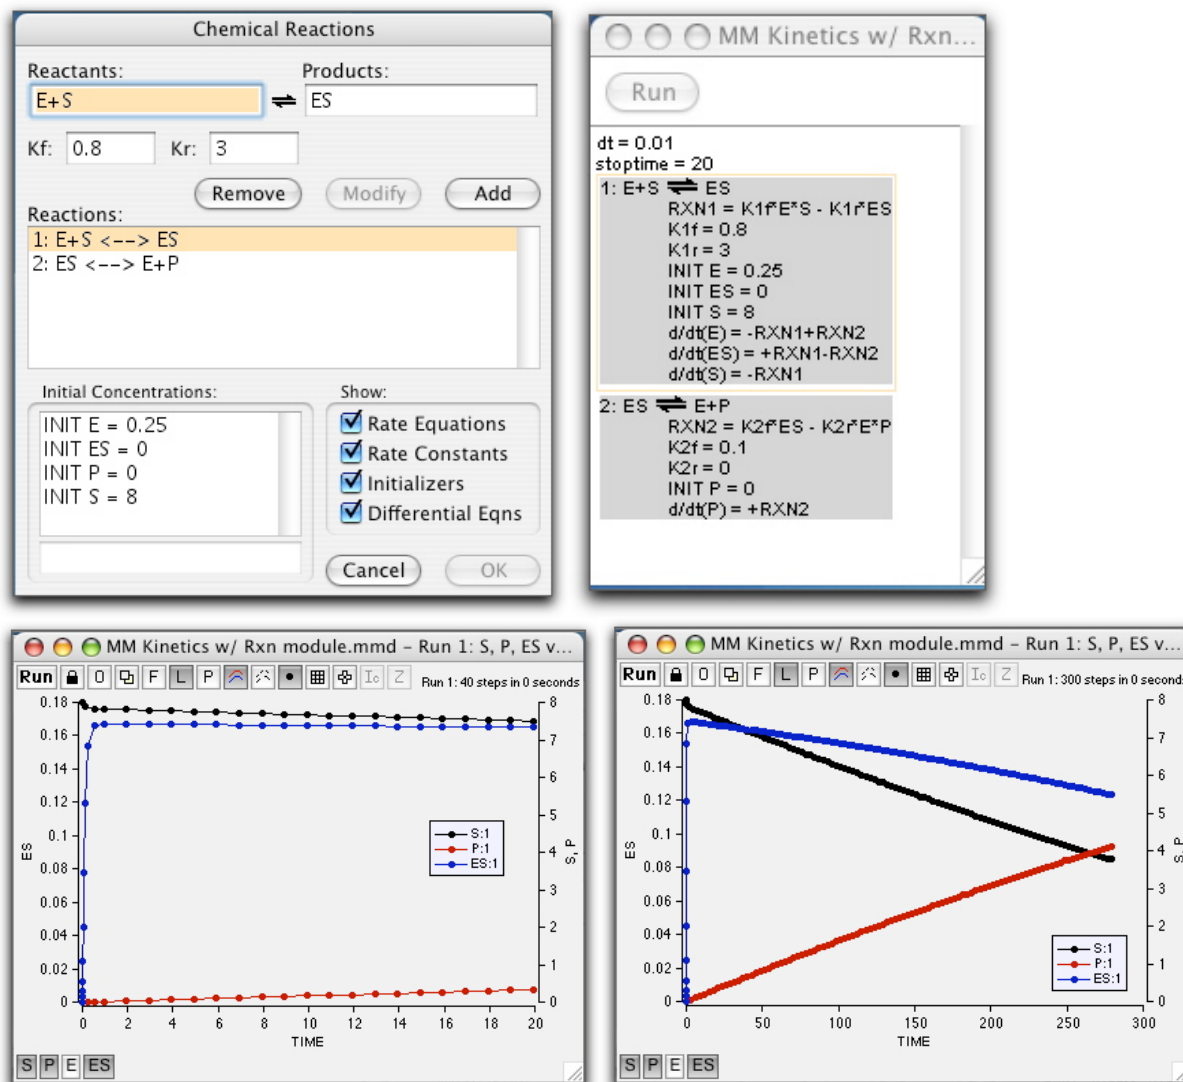 Chemical Reactions
Reactants:
Products:
E+S ⇌ ES
Kf: 0.8 Kr: 3
Remove Modify Add
Reactions:
1: E+S <--> ES
2: ES <--> E+P
Initial Concentrations:
INIT E = 0.25
INIT ES = 0
INIT P = 0
INIT S = 8
Show:
Rate Equations
Rate Constants
Initializers
Differential Eqns
Cancel OK
MM Kinetics w/ Rxn...
Run
dt = 0.01
stoptime = 20
1: E+S ⇌ ES
RXN1 = K1f*E*S - K1r*ES
K1f = 0.8
K1r = 3
INIT E = 0.25
INIT ES = 0
INIT S = 8
d/dt(E) = -RXN1+RXN2
d/dt(ES) = +RXN1-RXN2
d/dt(S) = -RXN1
2: ES ⇌ E+P
RXN2 = K2f*ES - K2r*E*P
K2f = 0.1
K2r = 0
INIT P = 0
d/dt(P) = +RXN2
MM Kinetics w/ Rxn module.mmd – Run 1: S, P, ES v...
Run O F L P Ic Z Run 1: 40 steps in 0 seconds
0.18
0.16
0.14
0.12
0.1
0.08
0.06
0.04
0.02
0
ES
8
7
6
5
4
3
2
1
0
S, P
S:1
P:1
ES:1
0 2 4 6 8 10 12 14 16 18 20
TIME
S P E ES
MM Kinetics w/ Rxn module.mmd – Run 1: S, P, ES v...
Run O F L P Ic Z Run 1: 300 steps in 0 seconds
0.18
0.16
0.14
0.12
0.1
0.08
0.06
0.04
0.02
0
ES
8
7
6
5
4
3
2
1
0
S, P
S:1
P:1
ES:1
0 50 100 150 200 250 300
TIME
S P E ES